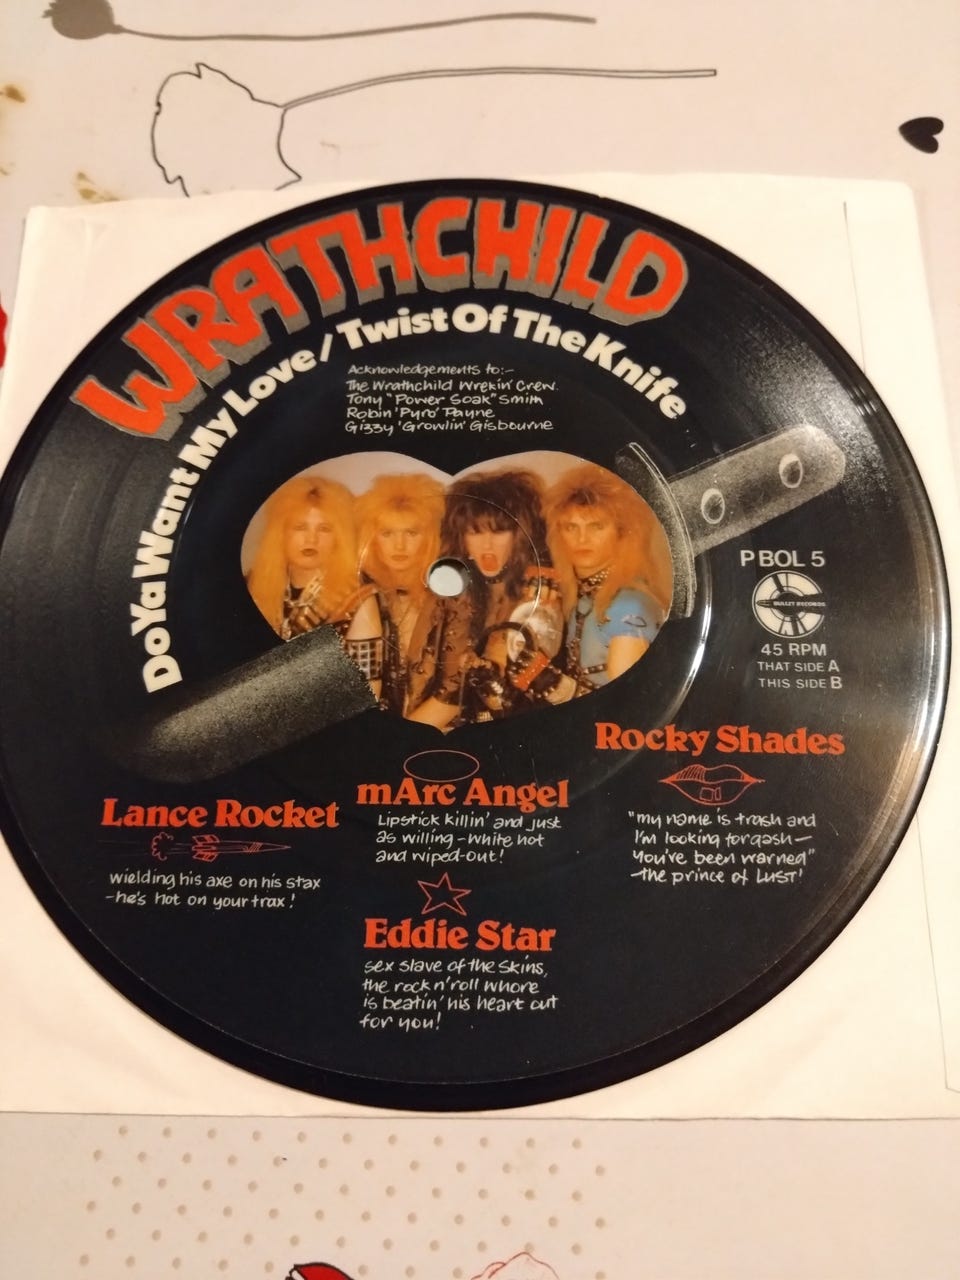 WRATHCHILD
Do Ya Want My Love / Twist Of The Knife
Acknowledgements to:-
The Wrathchild Wrekin' Crew.
Tony "Power Soak" Smith
Robin 'Pyro' Payne
Gizzy 'Growlin' Gisbourne
P BOL 5
BULLET RECORDS
45 RPM
THAT SIDE A
THIS SIDE B
Rocky Shades
"my name is trash and
I'm looking for gash—
You've been warned"
-the prince of LUST!
mArc Angel
Lipstick killin' and just
as willing - white hot
and wiped-out!
Lance Rocket
wielding his axe on his stax
-he's hot on your trax!
Eddie Star
sex slave of the skins,
the rock n'roll whore
is beatin' his heart out
for you!